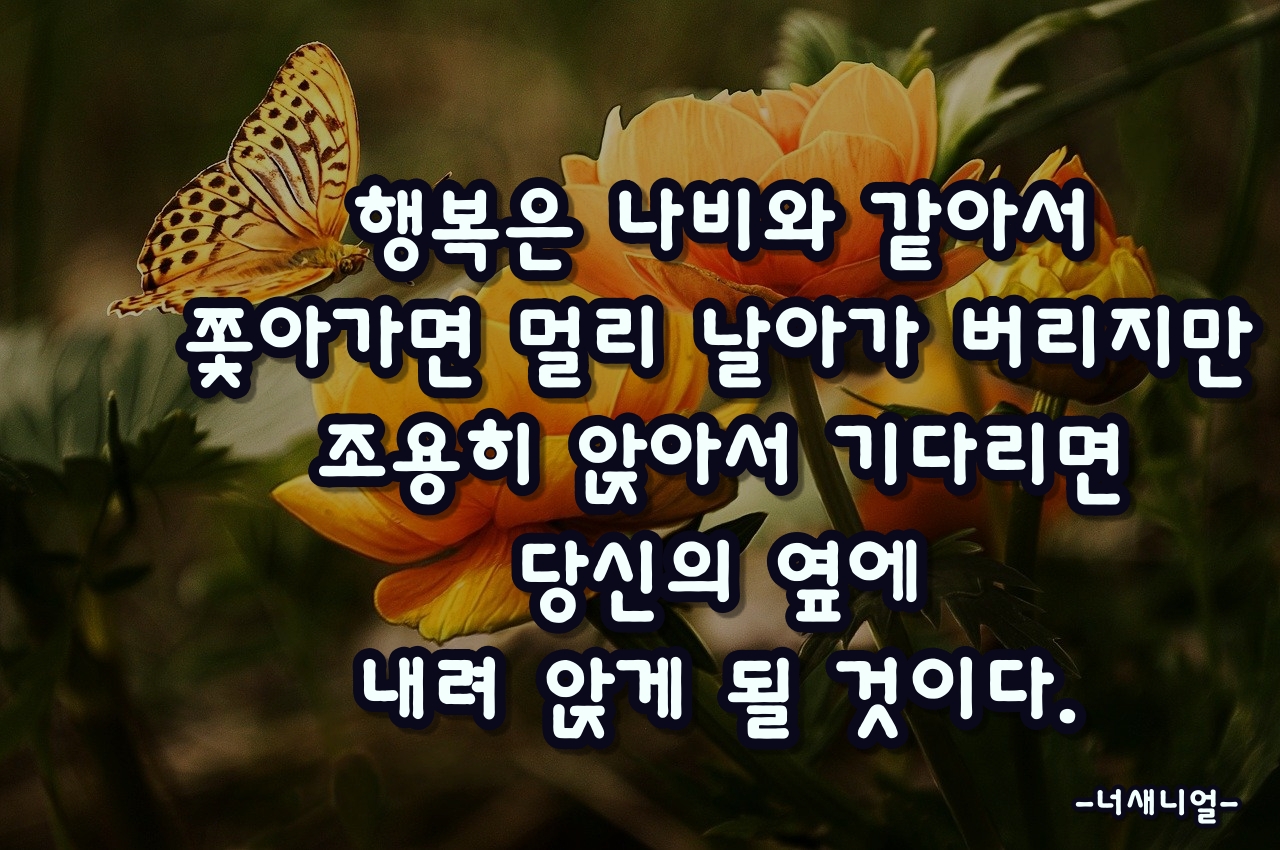 행복은 나비와 같아서
쫓아가면 멀리 날아가 버리지만
조용히 앉아서 기다리면
당신의 옆에
내려 앉게 될 것이다.
-너새니얼-